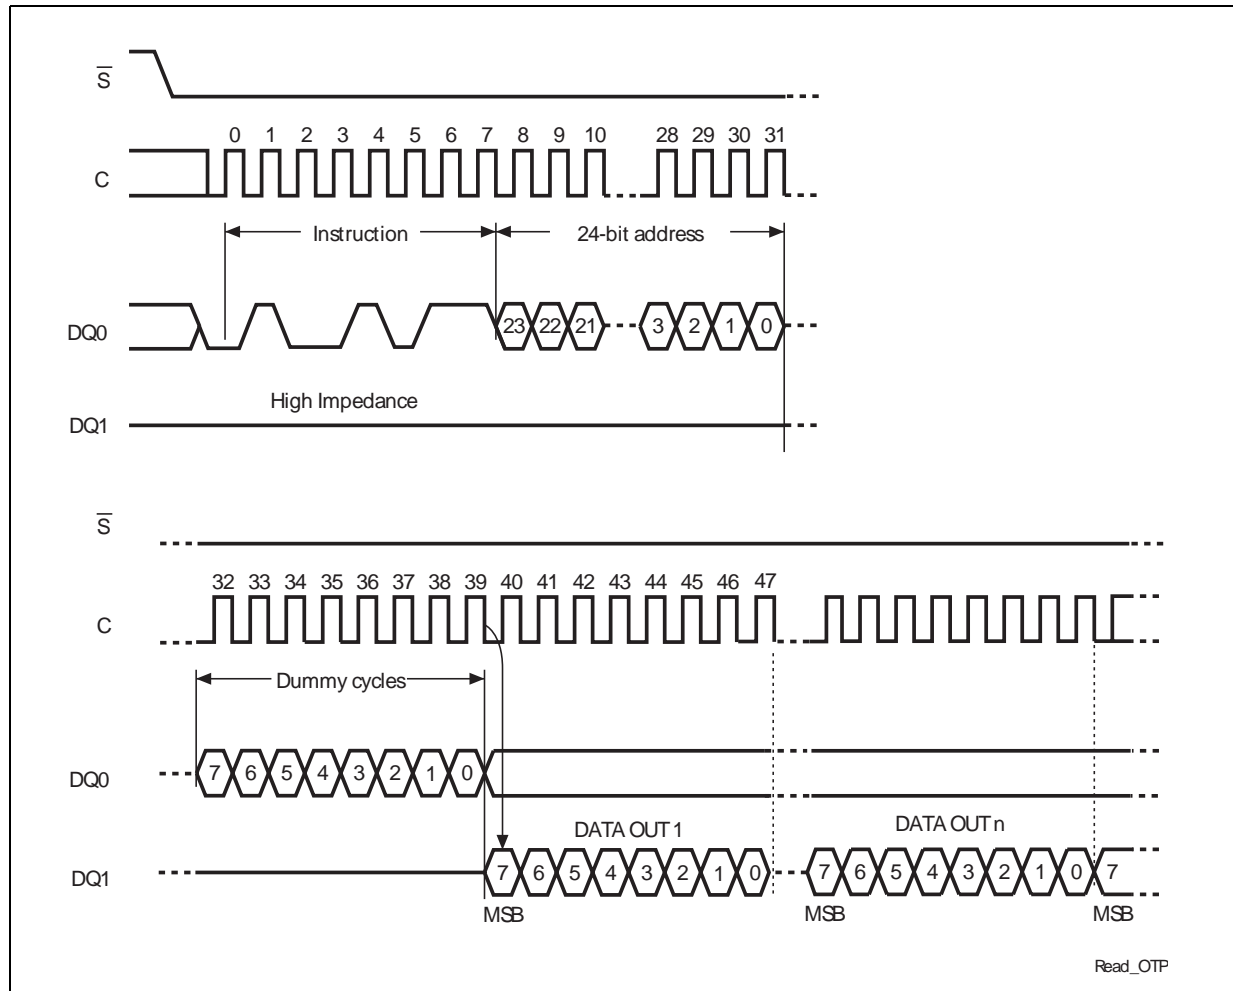 S
0 1 2 3 4 5 6 7 8 9 10 28 29 30 31
C
Instruction 24-bit address
DQ0 23 22 21 3 2 1 0
High Impedance
DQ1
S
32 33 34 35 36 37 38 39 40 41 42 43 44 45 46 47
C
Dummy cycles
DQ0 7 6 5 4 3 2 1 0
DATA OUT 1 DATA OUT n
DQ1 7 6 5 4 3 2 1 0 7 6 5 4 3 2 1 0 7
MSB MSB MSB
Read_OTP